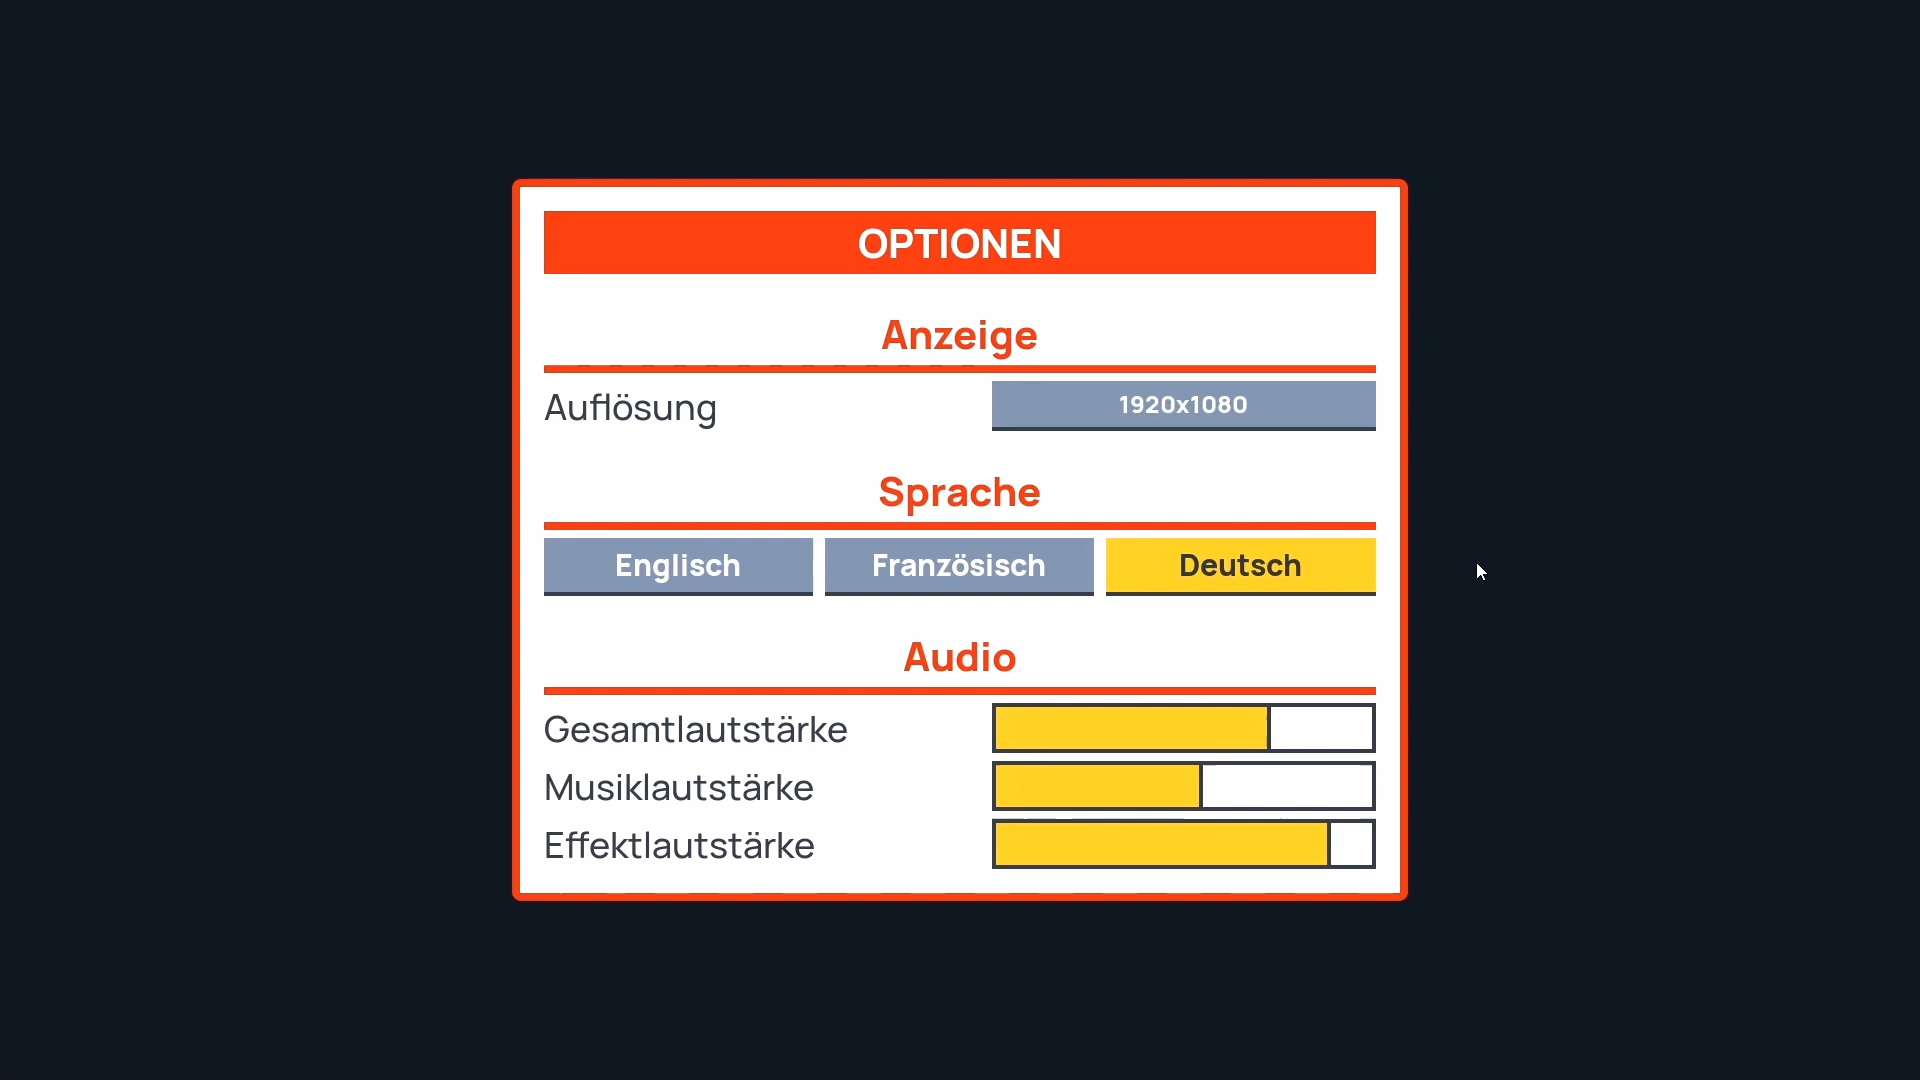 OPTIONEN
Anzeige
Auflösung 1920x1080
Sprache
Englisch Französisch Deutsch
Audio
Gesamtlautstärke
Musiklautstärke
Effektlautstärke